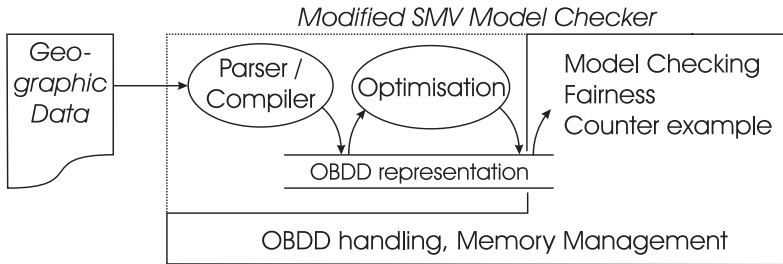 Modified SMV Model Checker
Geo-
graphic
Data
Parser /
Compiler
Optimisation
Model Checking
Fairness
Counter example
OBDD representation
OBDD handling, Memory Management